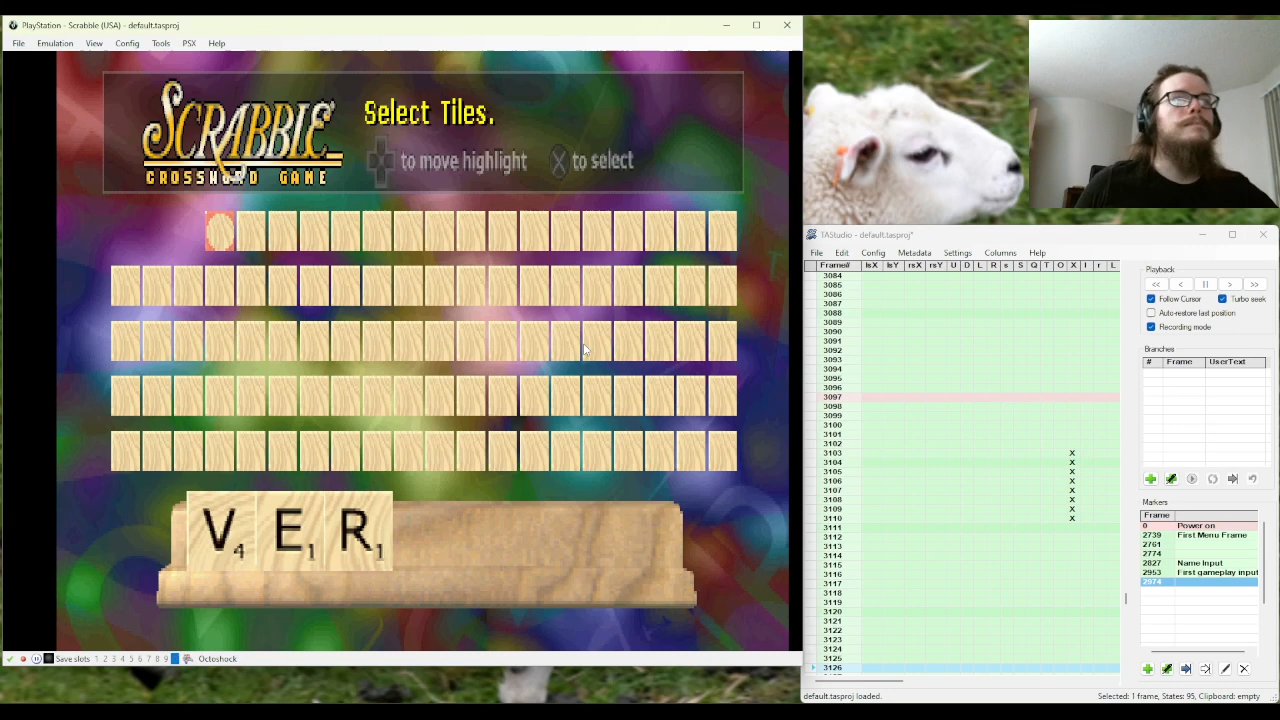 PlayStation - Scrabble (USA) - default.tasproj
File Emulation View Config Tools PSX Help
SCRABBLE
CROSSWORD GAME
Select Tiles.
to move highlight X to select
V4 E1 R1
Save slots 1 2 3 4 5 6 7 8 9 Octoshock
TAStudio - default.tasproj*
File Edit Config Metadata Settings Columns Help
Frame# lsX lsY rsX rsY U D L R s S Q T O X l r L
3084
3085
3086
3087
3088
3089
3090
3091
3092
3093
3094
3095
3096
3097
3098
3099
3100
3101
3102
3103 X
3104 X
3105 X
3106 X
3107 X
3108 X
3109 X
3110 X
3111
3112
3113
3114
3115
3116
3117
3118
3119
3120
3121
3122
3123
3124
3125
3126
Playback
<< < || > >>
Follow Cursor Turbo seek
Auto-restore last position
Recording mode
Branches
# Frame UserText
Markers
Frame
0 Power on
2739 First Menu Frame
2761
2774
2827 Name Input
2953 First gameplay input
2974
default.tasproj loaded. Selected: 1 frame, States: 95, Clipboard: empty